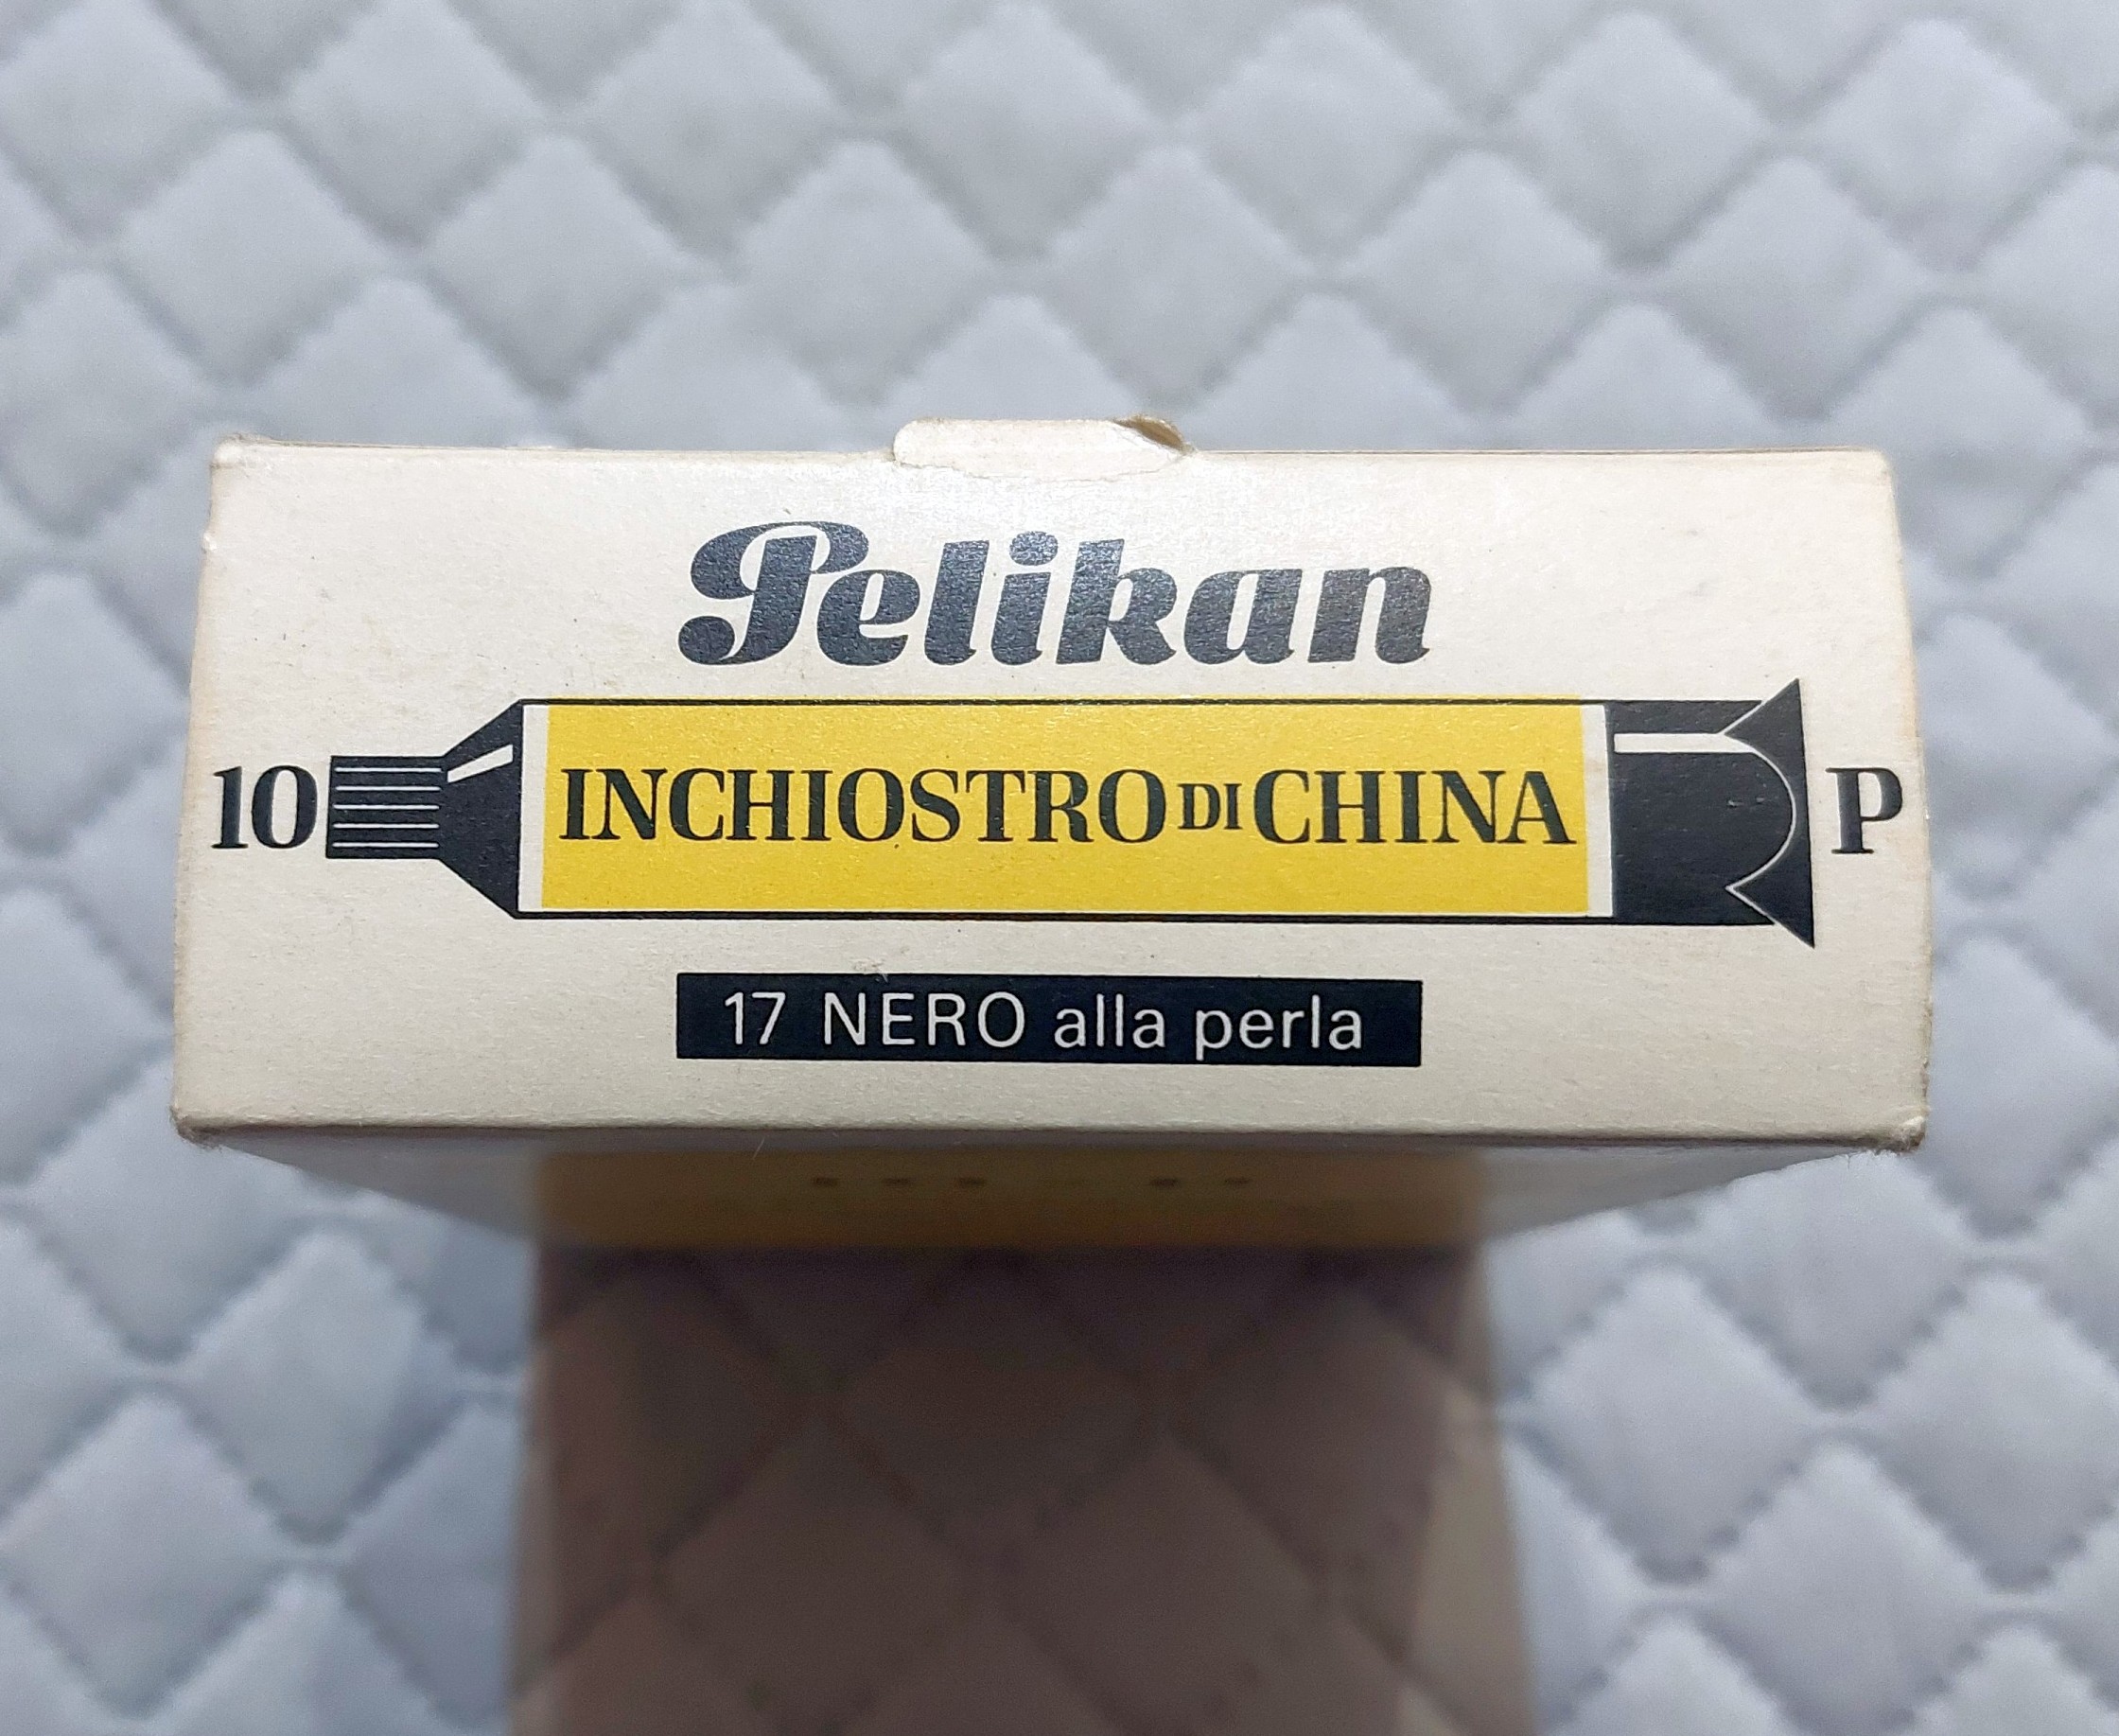 Pelikan
10 INCHIOSTRO DI CHINA P
17 NERO alla perla